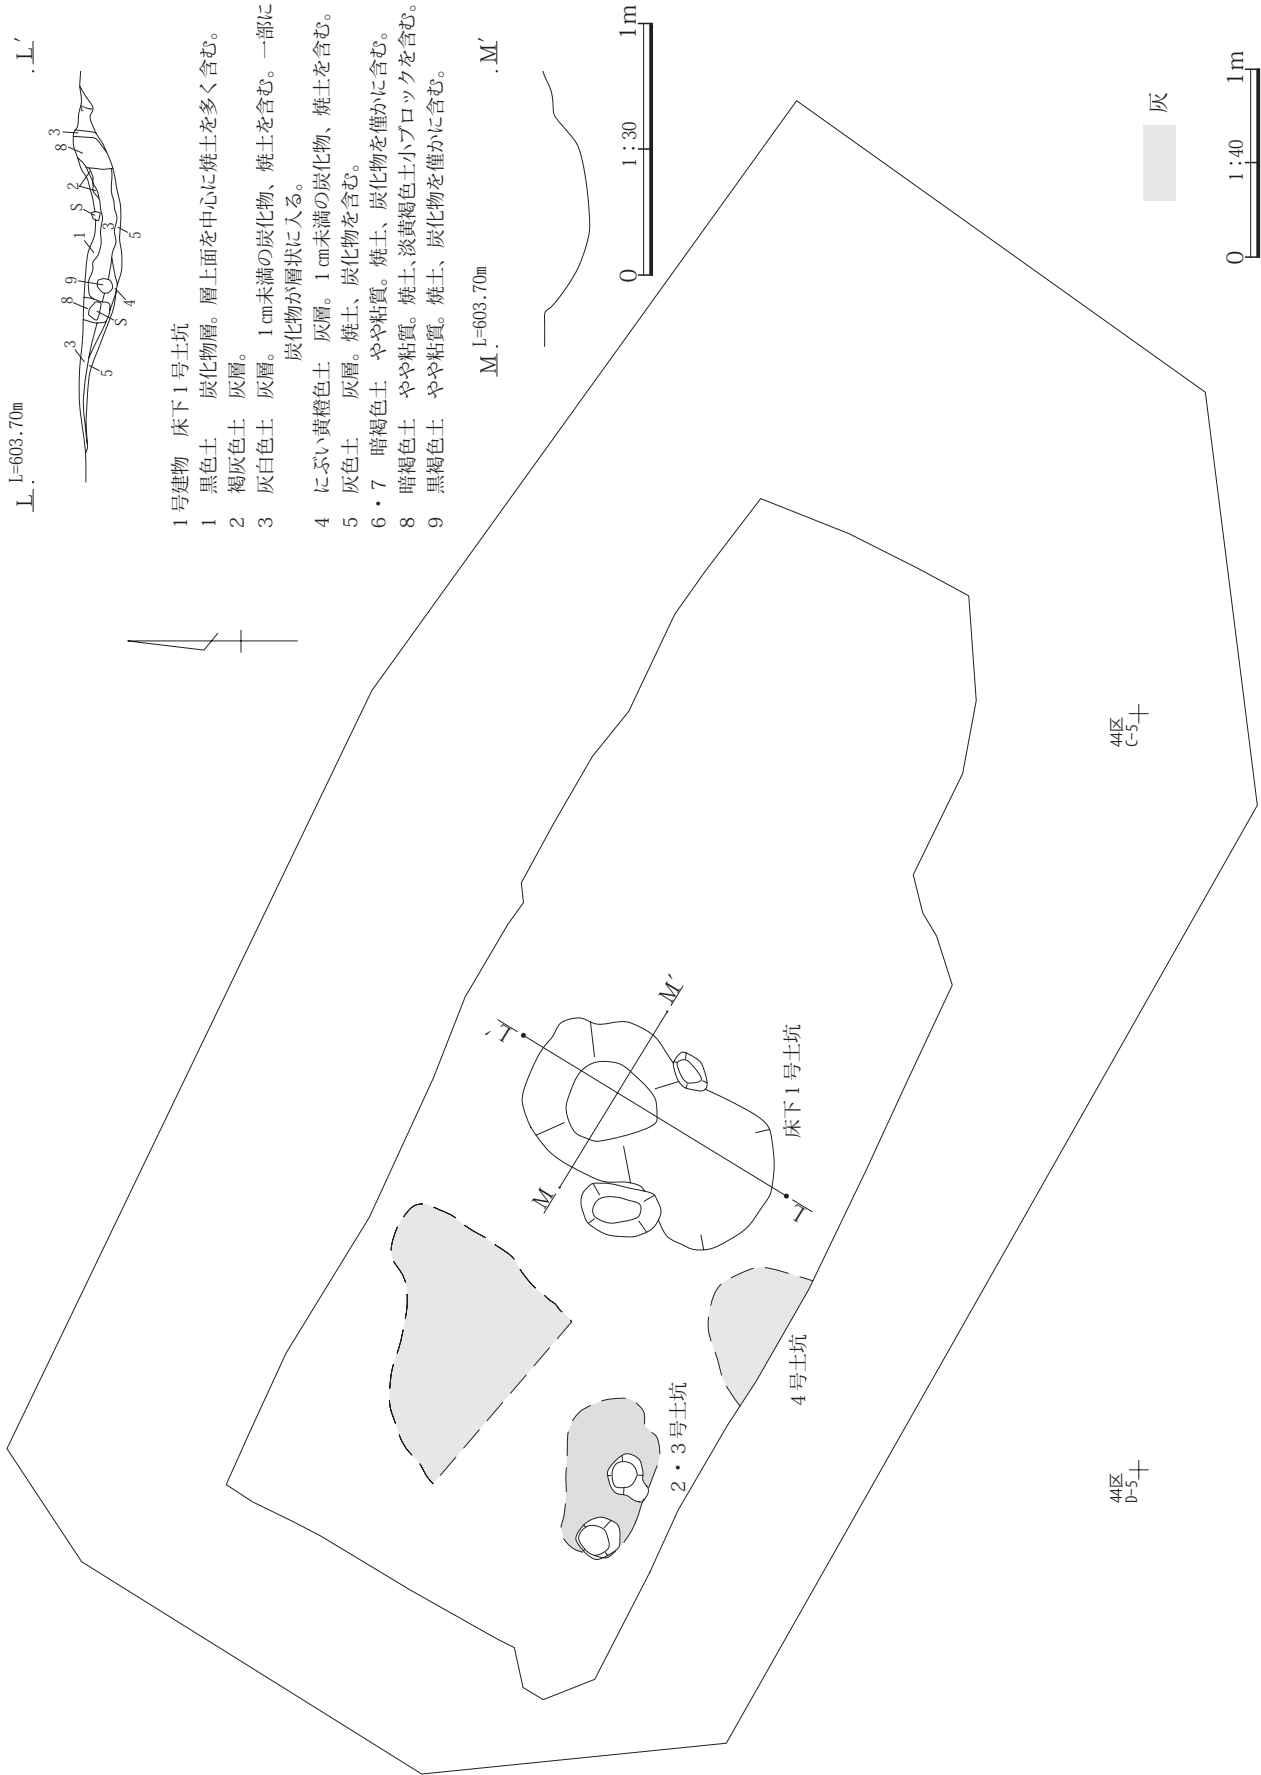 L L=603.70m L′
3 5 8 S 9 4 1 S 2 3 5 8 3
1号建物　床下1号土坑
1　黒色土　炭化物層。層上面を中心に焼土を多く含む。
2　褐灰色土　灰層。
3　灰白色土　灰層。1㎝未満の炭化物、焼土を含む。一部に
炭化物が層状に入る。
4　にぶい黄橙色土　灰層。1㎝未満の炭化物、焼土を含む。
5　灰色土　灰層。焼土、炭化物を含む。
6・7　暗褐色土　やや粘質。焼土、炭化物を僅かに含む。
8　暗褐色土　やや粘質。焼土、淡黄褐色土小ブロックを含む。
9　黒褐色土　やや粘質。焼土、炭化物を僅かに含む。
M L=603.70m M′
0 1:30 1m
L′
M
M′
L
床下1号土坑
2・3号土坑
4号土坑
44区
C-5
44区
D-5
灰
0 1:40 1m